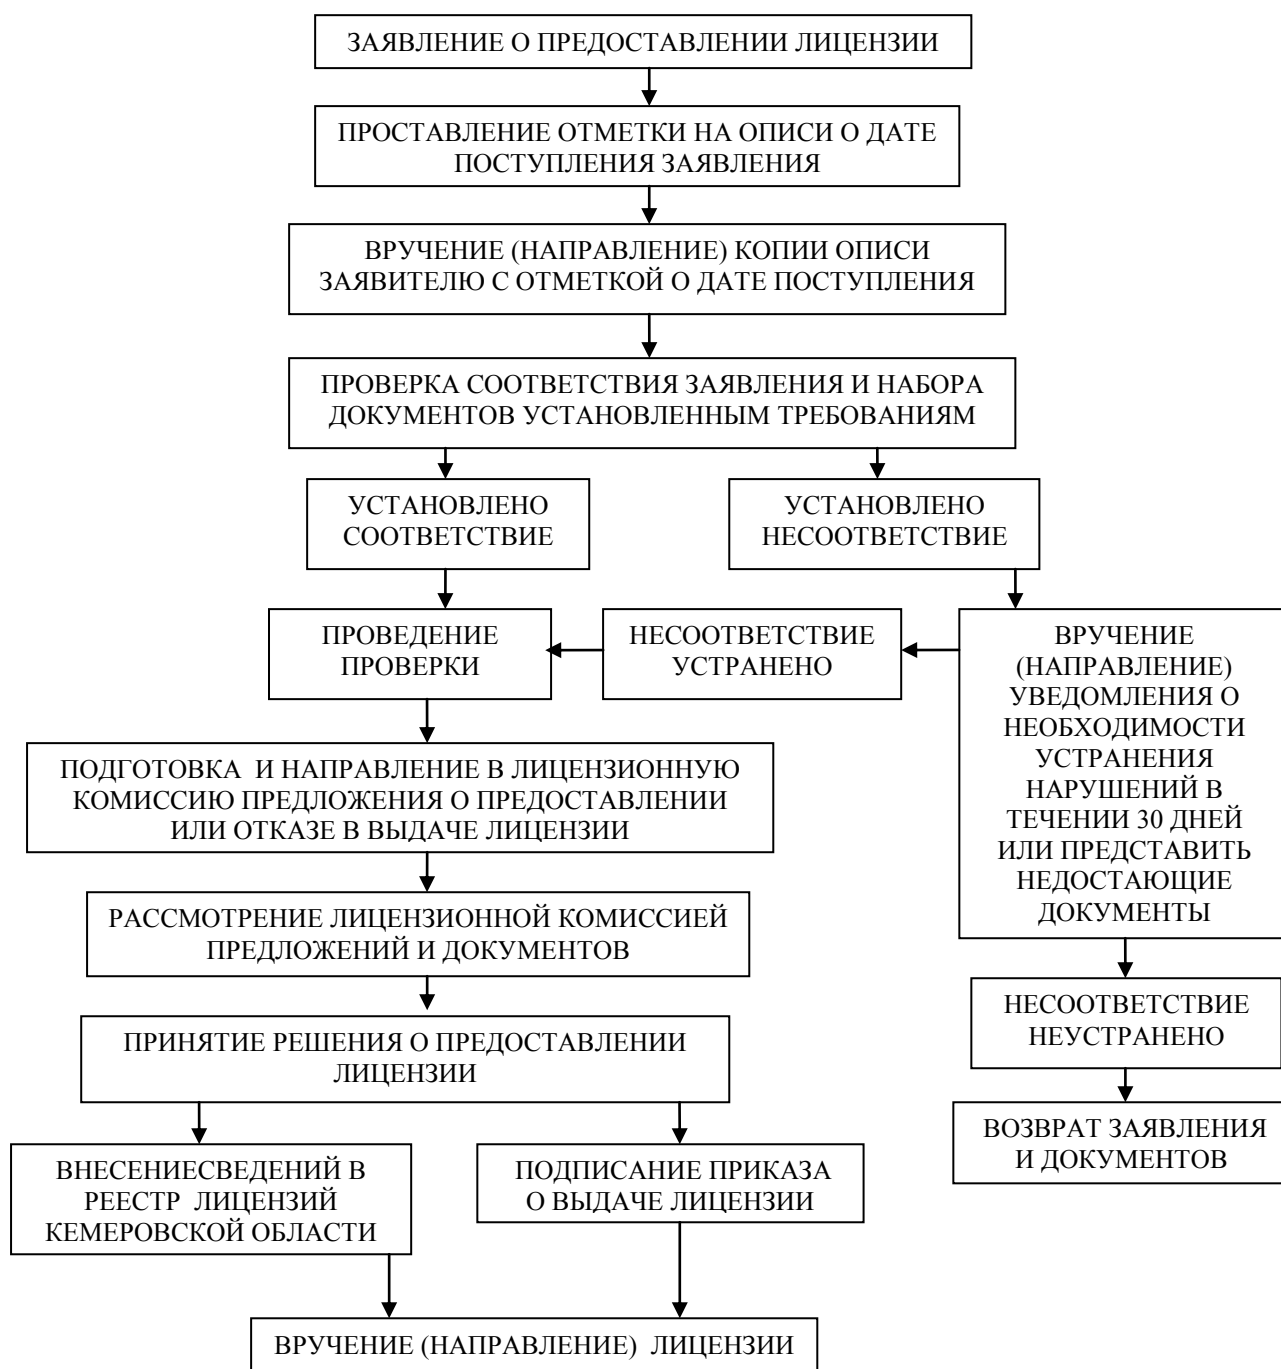 ЗАЯВЛЕНИЕ О ПРЕДОСТАВЛЕНИИ ЛИЦЕНЗИИ
ПРОСТАВЛЕНИЕ ОТМЕТКИ НА ОПИСИ О ДАТЕ
ПОСТУПЛЕНИЯ ЗАЯВЛЕНИЯ
ВРУЧЕНИЕ (НАПРАВЛЕНИЕ) КОПИИ ОПИСИ
ЗАЯВИТЕЛЮ С ОТМЕТКОЙ О ДАТЕ ПОСТУПЛЕНИЯ
ПРОВЕРКА СООТВЕТСТВИЯ ЗАЯВЛЕНИЯ И НАБОРА
ДОКУМЕНТОВ УСТАНОВЛЕННЫМ ТРЕБОВАНИЯМ
УСТАНОВЛЕНО
СООТВЕТСТВИЕ
УСТАНОВЛЕНО
НЕСООТВЕТСТВИЕ
ПРОВЕДЕНИЕ
ПРОВЕРКИ
НЕСООТВЕТСТВИЕ
УСТРАНЕНО
ВРУЧЕНИЕ
(НАПРАВЛЕНИЕ)
УВЕДОМЛЕНИЯ О
НЕОБХОДИМОСТИ
УСТРАНЕНИЯ
НАРУШЕНИЙ В
ТЕЧЕНИИ 30 ДНЕЙ
ИЛИ ПРЕДСТАВИТЬ
НЕДОСТАЮЩИЕ
ДОКУМЕНТЫ
ПОДГОТОВКА И НАПРАВЛЕНИЕ В ЛИЦЕНЗИОННУЮ
КОМИССИЮ ПРЕДЛОЖЕНИЯ О ПРЕДОСТАВЛЕНИИ
ИЛИ ОТКАЗЕ В ВЫДАЧЕ ЛИЦЕНЗИИ
РАССМОТРЕНИЕ ЛИЦЕНЗИОННОЙ КОМИССИЕЙ
ПРЕДЛОЖЕНИЙ И ДОКУМЕНТОВ
НЕСООТВЕТСТВИЕ
НЕУСТРАНЕНО
ПРИНЯТИЕ РЕШЕНИЯ О ПРЕДОСТАВЛЕНИИ
ЛИЦЕНЗИИ
ВОЗВРАТ ЗАЯВЛЕНИЯ
И ДОКУМЕНТОВ
ВНЕСЕНИЕСВЕДЕНИЙ В
РЕЕСТР ЛИЦЕНЗИЙ
КЕМЕРОВСКОЙ ОБЛАСТИ
ПОДПИСАНИЕ ПРИКАЗА
О ВЫДАЧЕ ЛИЦЕНЗИИ
ВРУЧЕНИЕ (НАПРАВЛЕНИЕ) ЛИЦЕНЗИИ